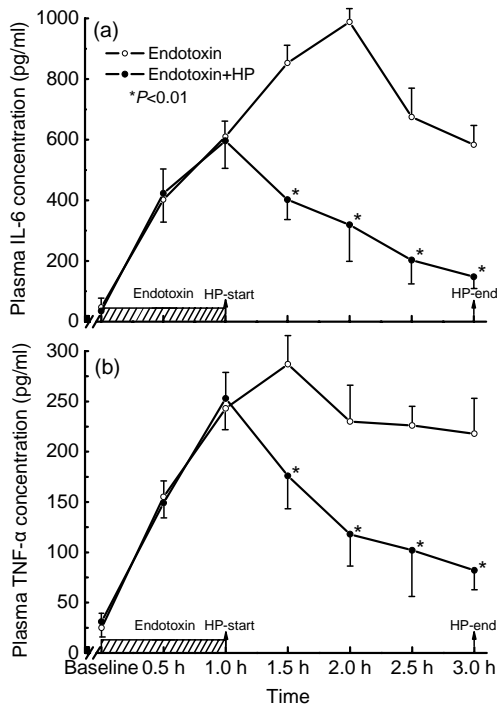 (a)
Endotoxin
Endotoxin+HP
*P<0.01
Plasma IL-6 concentration (pg/ml)
1000
800
600
400
200
0
* * * *
Endotoxin HP-start HP-end
(b)
Plasma TNF-α concentration (pg/ml)
300
250
200
150
100
50
0
* * * *
Endotoxin HP-start HP-end
Baseline 0.5 h 1.0 h 1.5 h 2.0 h 2.5 h 3.0 h
Time